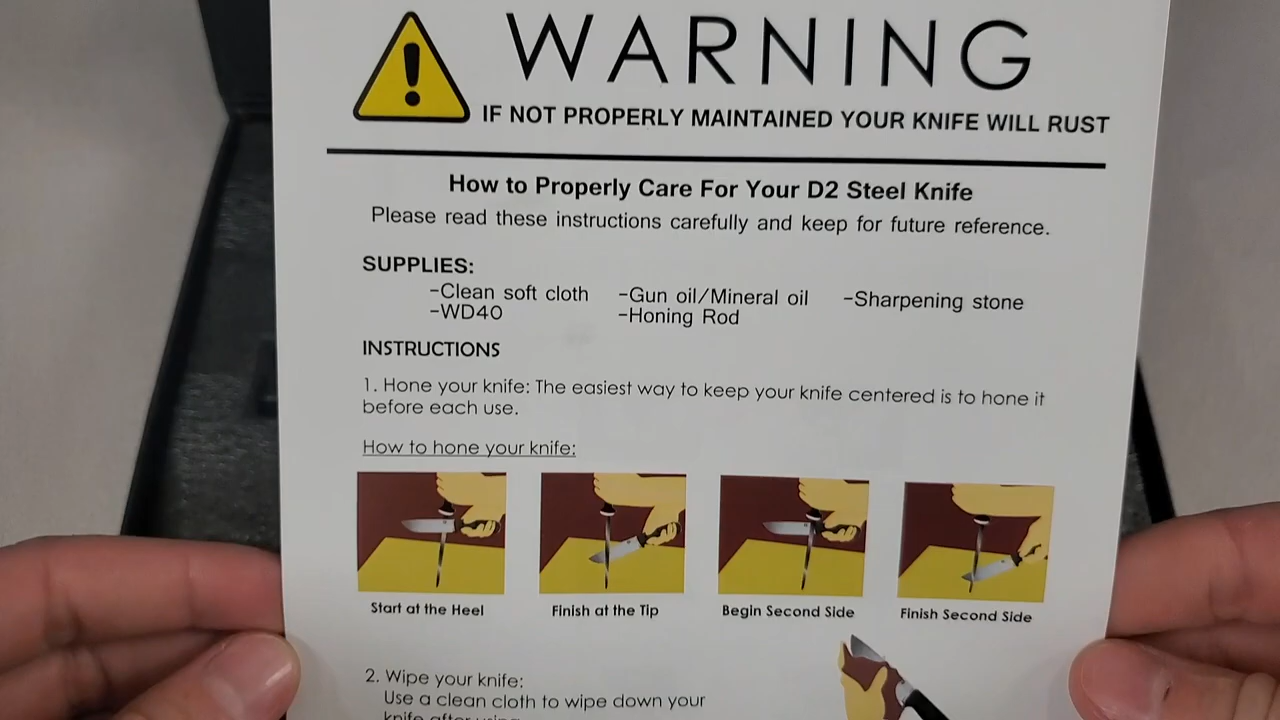 WARNING
IF NOT PROPERLY MAINTAINED YOUR KNIFE WILL RUST
How to Properly Care For Your D2 Steel Knife
Please read these instructions carefully and keep for future reference.
SUPPLIES:
-Clean soft cloth -Gun oil/Mineral oil -Sharpening stone
-WD40 -Honing Rod
INSTRUCTIONS
1. Hone your knife: The easiest way to keep your knife centered is to hone it
before each use.
How to hone your knife:
Start at the Heel Finish at the Tip Begin Second Side Finish Second Side
2. Wipe your knife:
Use a clean cloth to wipe down your
knife after using